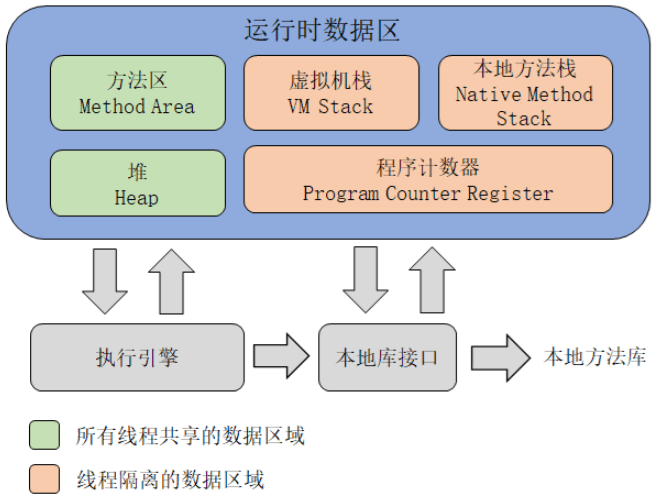 运行时数据区
方法区
Method Area
虚拟机栈
VM Stack
本地方法栈
Native Method
Stack
堆
Heap
程序计数器
Program Counter Register
执行引擎
本地库接口
本地方法库
所有线程共享的数据区域
线程隔离的数据区域